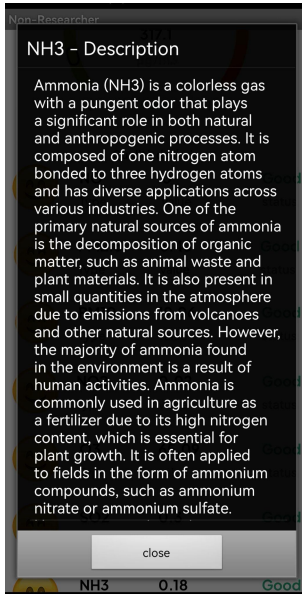 Non-Researcher
NH3 - Description
Ammonia (NH3) is a colorless gas
with a pungent odor that plays
a significant role in both natural
and anthropogenic processes. It is
composed of one nitrogen atom
bonded to three hydrogen atoms
and has diverse applications across
various industries. One of the
primary natural sources of ammonia
is the decomposition of organic
matter, such as animal waste and
plant materials. It is also present in
small quantities in the atmosphere
due to emissions from volcanoes
and other natural sources. However,
the majority of ammonia found
in the environment is a result of
human activities. Ammonia is
commonly used in agriculture as
a fertilizer due to its high nitrogen
content, which is essential for
plant growth. It is often applied
to fields in the form of ammonium
compounds, such as ammonium
nitrate or ammonium sulfate.
close
NH3 0.18 Good